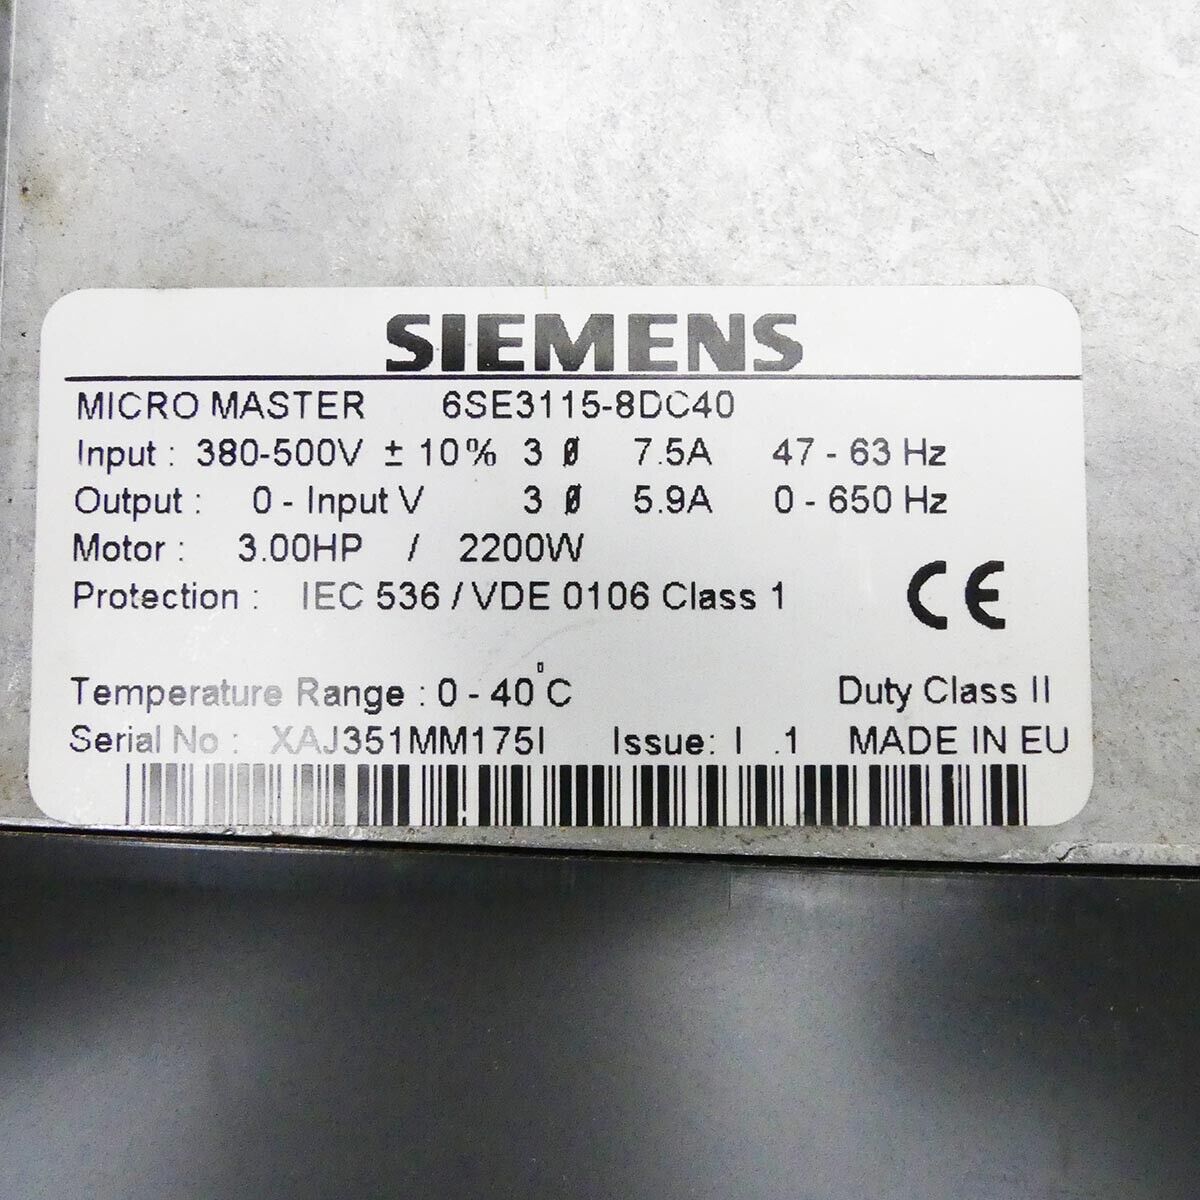 SIEMENS
MICRO MASTER 6SE3115-8DC40
Input : 380-500V ± 10% 3 Ø 7.5A 47 - 63 Hz
Output : 0 - Input V 3 Ø 5.9A 0 - 650 Hz
Motor : 3.00HP / 2200W
Protection : IEC 536 / VDE 0106 Class 1
CE
Temperature Range : 0 - 40°C Duty Class II
Serial No : XAJ351MM175I Issue: I .1 MADE IN EU